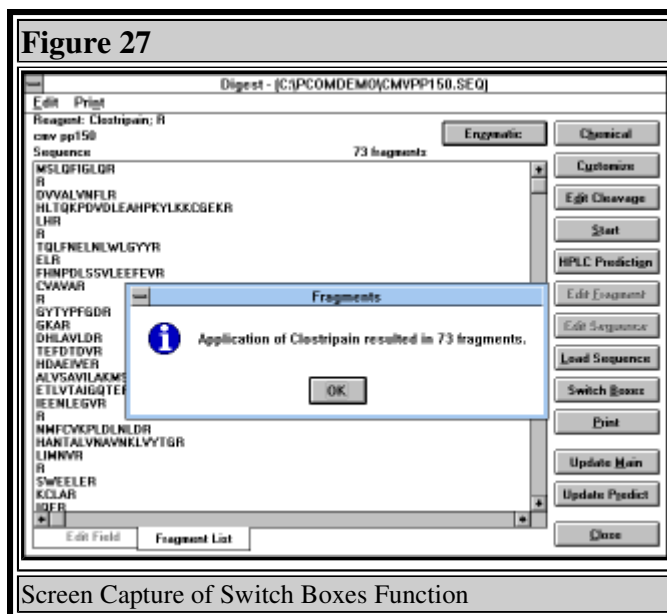 Figure 27
Digest - [C:\PCOMDEMO\CMVPP150.SEQ]
Edit Print
Reagent: Clostripain; R
cmv pp150
Enzymatic
Sequence
73 fragments
MSLQFIGLQR
R
DVVALVNFLR
HLTQKPDVDLEAHPKYLKKCGEKR
LHR
R
TQLFNELNLWLGYYR
ELR
FHNPDLSSVLEEFEVR
CVAVAR
R
GYTYPFGDR
GKAR
DHLAVLDR
TEFDTDVR
HDAEIVER
ALVSAVILAKMS
ETLVTAIGQTEF
IEENLEGVR
R
NMFCVKPLDLNLDR
HANTALVNAVNKLVYTGR
LIMNVR
R
SWEELER
KCLAR
IQER
Fragments
Application of Clostripain resulted in 73 fragments.
OK
Chemical
Customize
Edit Cleavage
Start
HPLC Prediction
Edit Fragment
Edit Sequence
Load Sequence
Switch Boxes
Print
Update Main
Update Predict
Close
Edit Field
Fragment List
Screen Capture of Switch Boxes Function